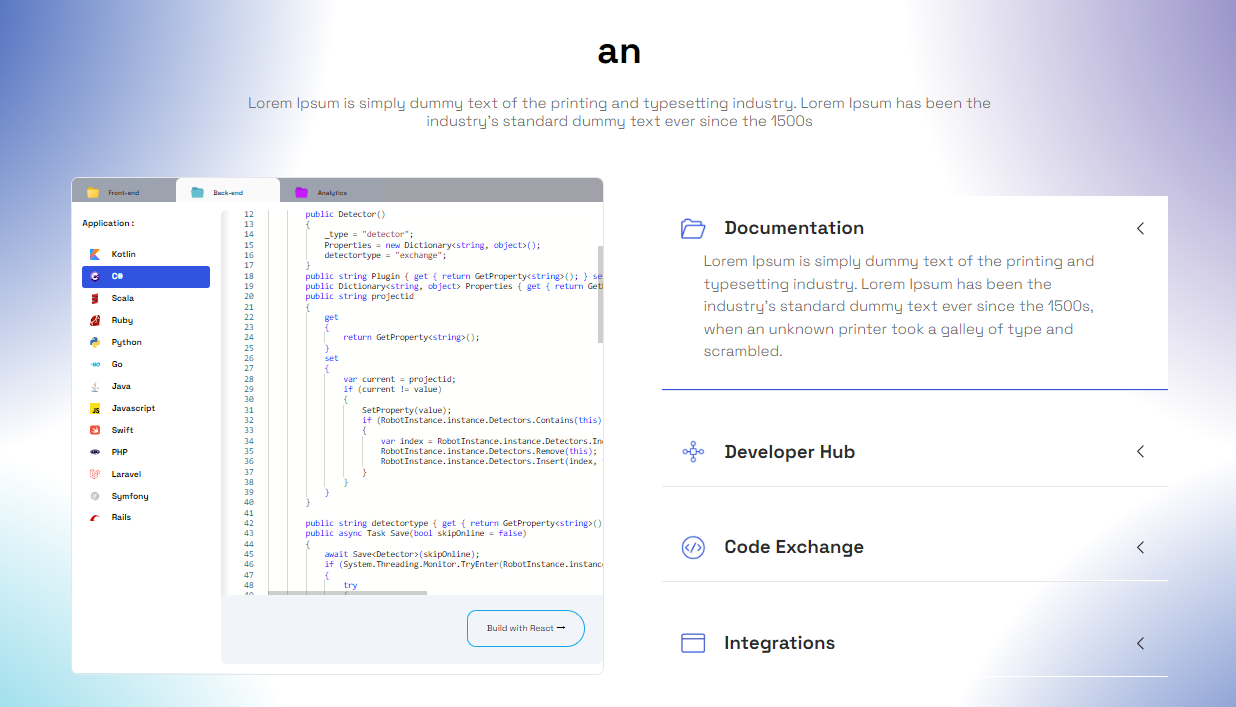 an
Lorem Ipsum is simply dummy text of the printing and typesetting industry. Lorem Ipsum has been the
industry's standard dummy text ever since the 1500s
Front-end
Back-end
Analytics
Application :
Kotlin
C#
Scala
Ruby
Python
Go
Java
Javascript
Swift
PHP
Laravel
Symfony
Rails
12 public Detector()
13 {
14 _type = "detector";
15 Properties = new Dictionary<string, object>();
16 detectortype = "exchange";
17 }
18 public string Plugin { get { return GetProperty<string>(); } se
19 public Dictionary<string, object> Properties { get { return Get
20 public string projectid
21 {
22 get
23 {
24 return GetProperty<string>();
25 }
26 set
27 {
28 var current = projectid;
29 if (current != value)
30 {
31 SetProperty(value);
32 if (RobotInstance.instance.Detectors.Contains(this)
33 {
34 var index = RobotInstance.instance.Detectors.In
35 RobotInstance.instance.Detectors.Remove(this);
36 RobotInstance.instance.Detectors.Insert(index,
37 }
38 }
39 }
40 }
41
42 public string detectortype { get { return GetProperty<string>()
43 public async Task Save(bool skipOnline = false)
44 {
45 await Save<Detector>(skipOnline);
46 if (System.Threading.Monitor.TryEnter(RobotInstance.instanc
47 {
48 try
49 {
Build with React →
Documentation
Lorem Ipsum is simply dummy text of the printing and
typesetting industry. Lorem Ipsum has been the
industry's standard dummy text ever since the 1500s,
when an unknown printer took a galley of type and
scrambled.
Developer Hub
Code Exchange
Integrations